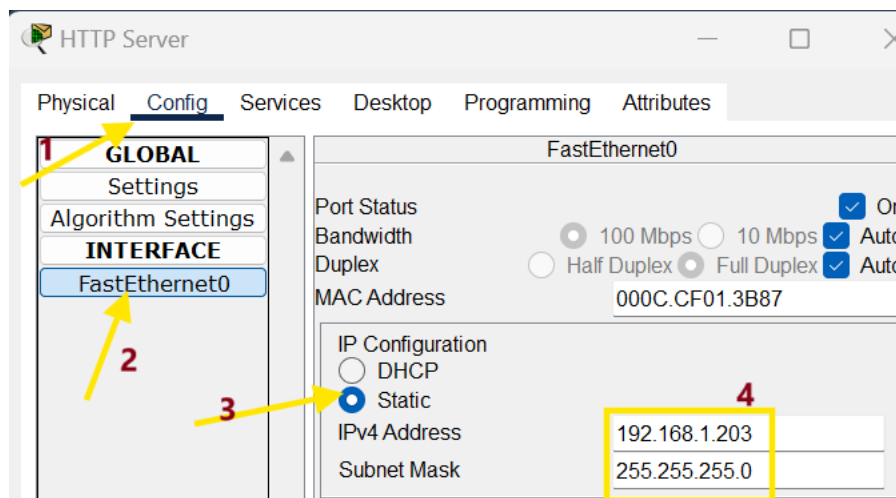 HTTP Server
Physical Config Services Desktop Programming Attributes
1
GLOBAL
Settings
Algorithm Settings
INTERFACE
FastEthernet0
2
3
FastEthernet0
Port Status
Bandwidth 100 Mbps 10 Mbps
Duplex Half Duplex Full Duplex
MAC Address 000C.CF01.3B87
IP Configuration
DHCP
Static
4
IPv4 Address 192.168.1.203
Subnet Mask 255.255.255.0